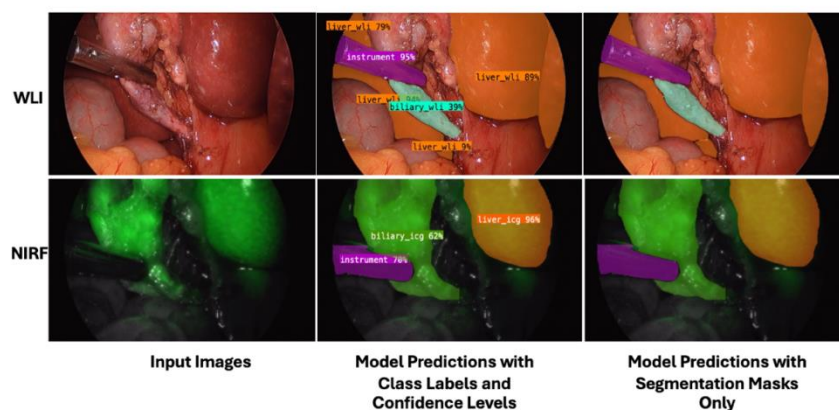 WLI
liver_wli 79%
instrument 95%
liver_wli 89%
biliary_wli 39%
liver_wli 9%
NIRF
liver_icg 96%
biliary_icg 62%
instrument 70%
Input Images
Model Predictions with
Class Labels and
Confidence Levels
Model Predictions with
Segmentation Masks
Only